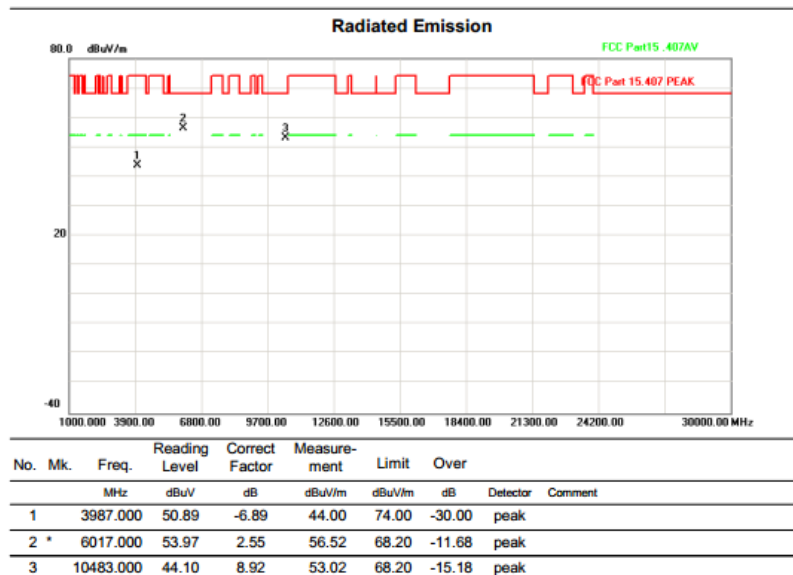 Radiated Emission
80.0 dBuV/m
FCC Part15 .407AV
FCC Part 15.407 PEAK
2
3
1
20
-40
1000.000 3900.00 6800.00 9700.00 12600.00 15500.00 18400.00 21300.00 24200.00 30000.00 MHz
No. Mk. Freq. Reading Level Correct Factor Measure-ment Limit Over
MHz dBuV dB dBuV/m dBuV/m dB Detector Comment
1 3987.000 50.89 -6.89 44.00 74.00 -30.00 peak
2 * 6017.000 53.97 2.55 56.52 68.20 -11.68 peak
3 10483.000 44.10 8.92 53.02 68.20 -15.18 peak